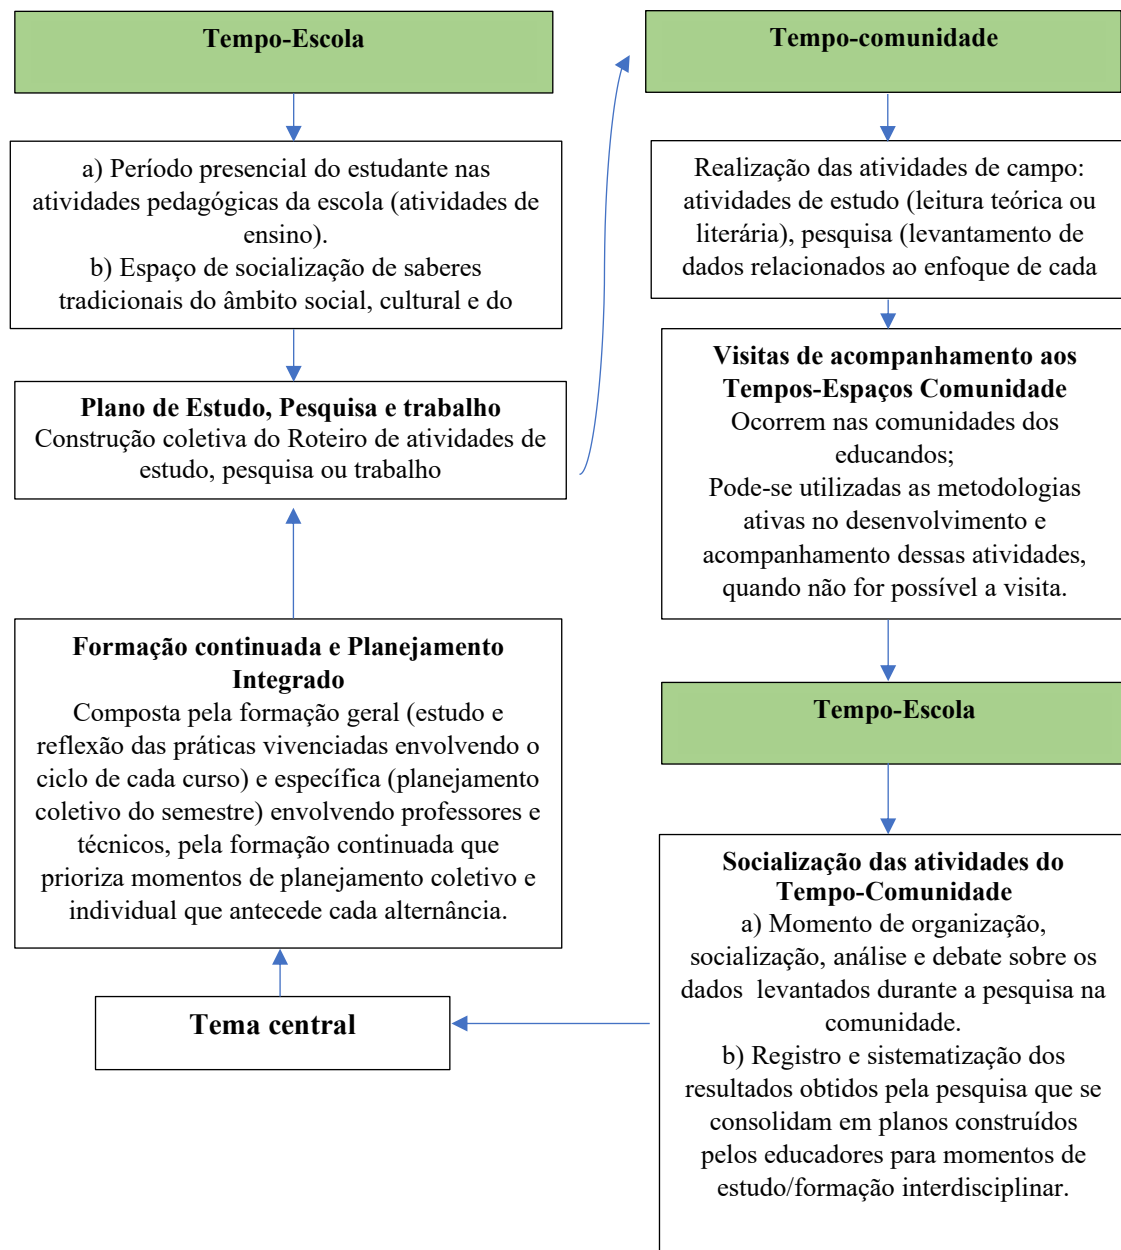 Tempo-Escola
a) Período presencial do estudante nas
atividades pedagógicas da escola (atividades de
ensino).
b) Espaço de socialização de saberes
tradicionais do âmbito social, cultural e do
Plano de Estudo, Pesquisa e trabalho
Construção coletiva do Roteiro de atividades de
estudo, pesquisa ou trabalho
Formação continuada e Planejamento
Integrado
Composta pela formação geral (estudo e
reflexão das práticas vivenciadas envolvendo o
ciclo de cada curso) e específica (planejamento
coletivo do semestre) envolvendo professores e
técnicos, pela formação continuada que
prioriza momentos de planejamento coletivo e
individual que antecede cada alternância.
Tema central
Tempo-comunidade
Realização das atividades de campo:
atividades de estudo (leitura teórica ou
literária), pesquisa (levantamento de
dados relacionados ao enfoque de cada
Visitas de acompanhamento aos
Tempos-Espaços Comunidade
Ocorrem nas comunidades dos
educandos;
Pode-se utilizadas as metodologias
ativas no desenvolvimento e
acompanhamento dessas atividades,
quando não for possível a visita.
Tempo-Escola
Socialização das atividades do
Tempo-Comunidade
a) Momento de organização,
socialização, análise e debate sobre os
dados  levantados durante a pesquisa na
comunidade.
b) Registro e sistematização dos
resultados obtidos pela pesquisa que se
consolidam em planos construídos
pelos educadores para momentos de
estudo/formação interdisciplinar.